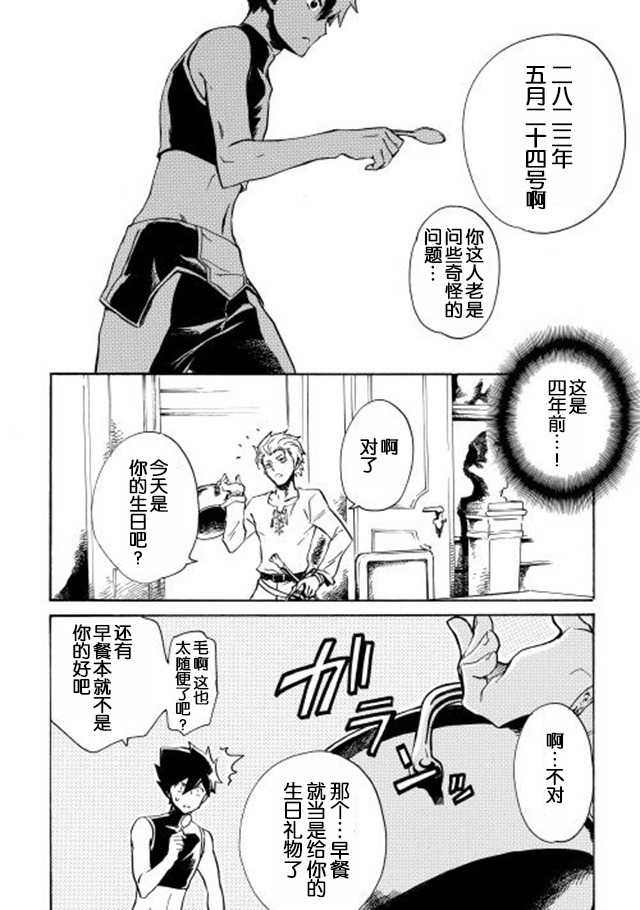 二八二三年
五月二十四号啊
你这人老是
问些奇怪的
问题…
这是
四年前…!
啊
对了
今天是
你的生日吧?
啊…不对
ガラッ
那个…早餐
就当是给你的
生日礼物了
毛啊这也
太随便了吧?
还有
早餐本就不是
你的好吧